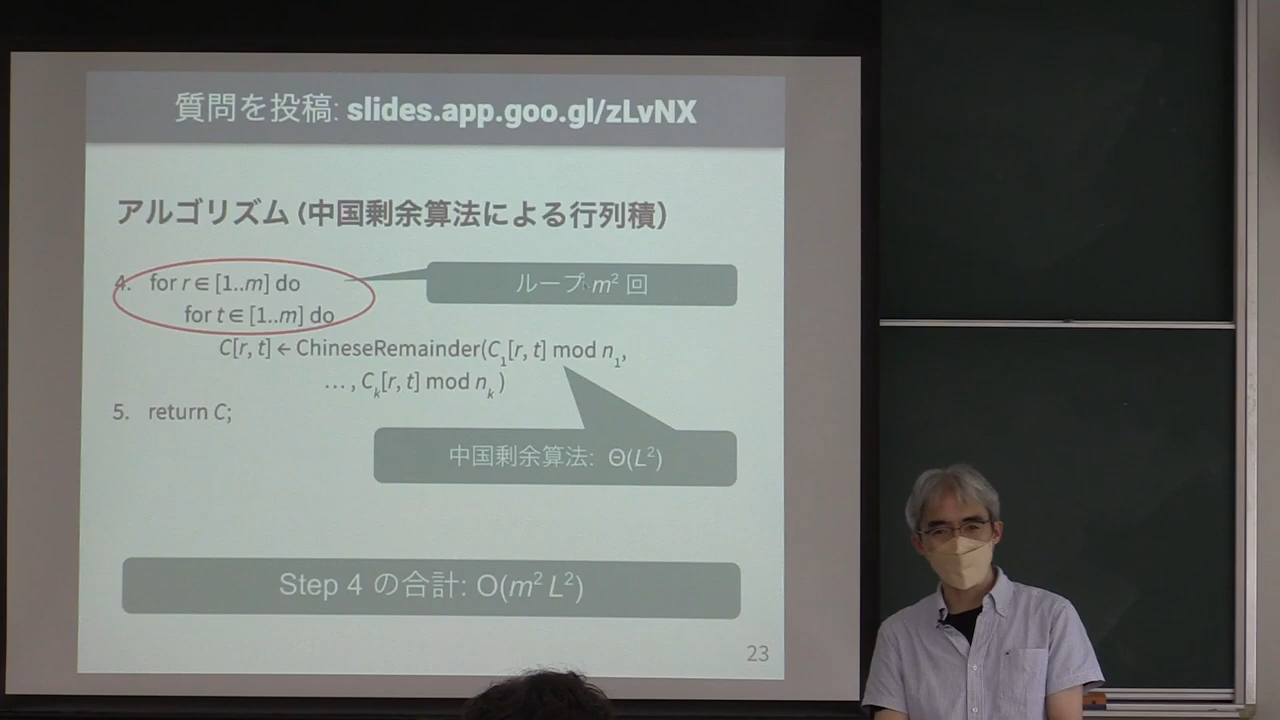 質問を投稿: slides.app.goo.gl/zLvNX
アルゴリズム (中国剰余算法による行列積)
4. for r ∈ [1..m] do
ループ m² 回
for t ∈ [1..m] do
C[r, t] ← ChineseRemainder(C₁[r, t] mod n₁,
… , Cₖ[r, t] mod nₖ)
5. return C;
中国剰余算法: Θ(L²)
Step 4 の合計: O(m² L²)
23